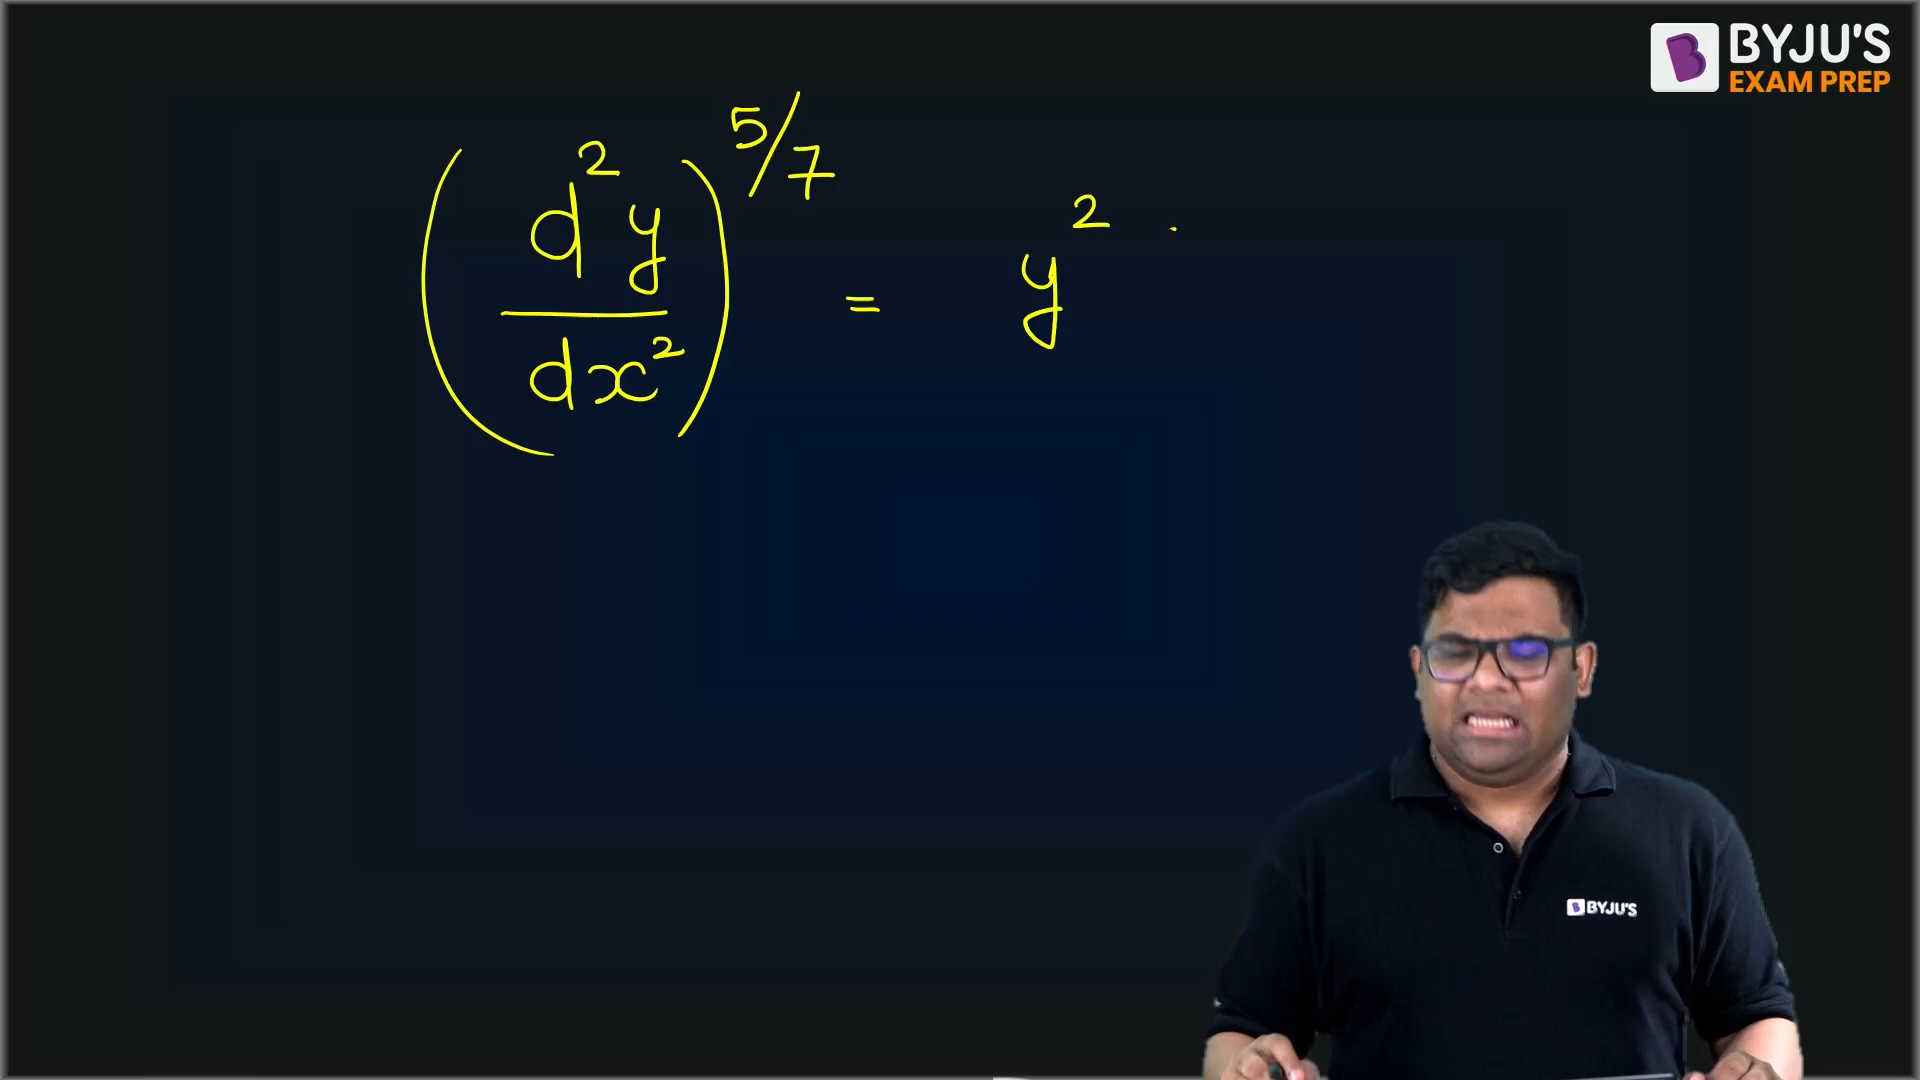 BYJU'S
EXAM PREP
(d²y/dx²)^5/7 = y² .
BYJU'S